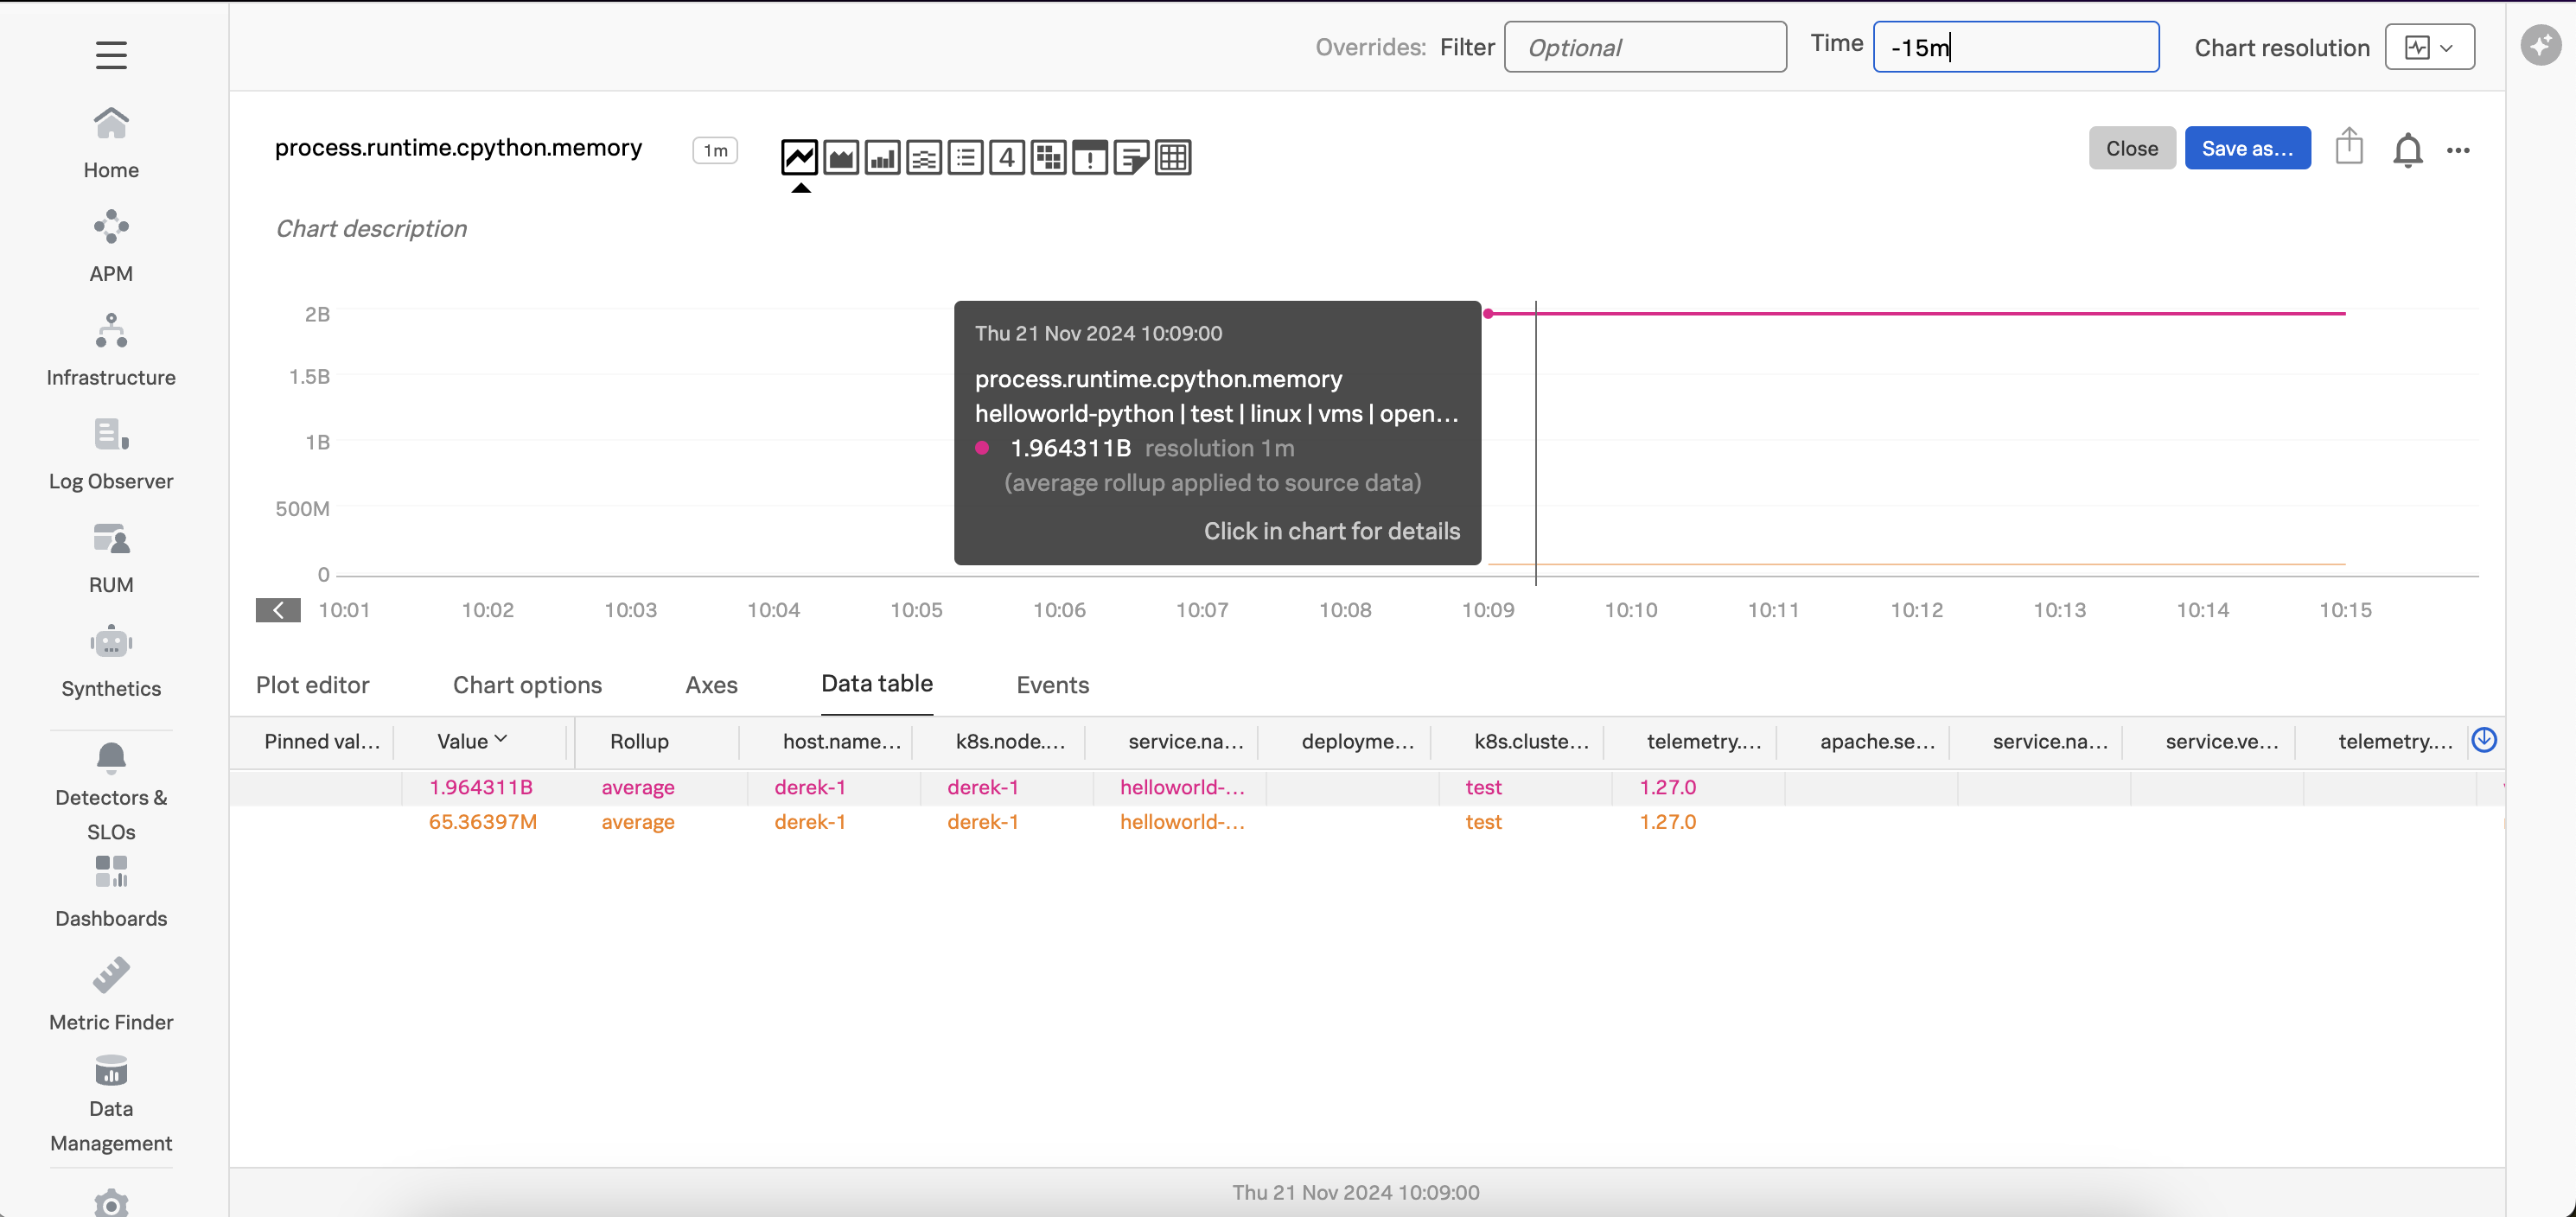 Overrides: Filter Optional Time -15m Chart resolution
Home
APM
Infrastructure
Log Observer
RUM
Synthetics
Detectors &
SLOs
Dashboards
Metric Finder
Data
Management
process.runtime.cpython.memory 1m 4 Close Save as...
Chart description
2B
1.5B
1B
500M
0
Thu 21 Nov 2024 10:09:00
process.runtime.cpython.memory
helloworld-python | test | linux | vms | open...
1.964311B resolution 1m
(average rollup applied to source data)
Click in chart for details
10:01 10:02 10:03 10:04 10:05 10:06 10:07 10:08 10:09 10:10 10:11 10:12 10:13 10:14 10:15
Plot editor Chart options Axes Data table Events
Pinned val... Value Rollup host.name... k8s.node.... service.na... deployme... k8s.cluste... telemetry.... apache.se... service.na... service.ve... telemetry....
1.964311B average derek-1 derek-1 helloworld-... test 1.27.0
65.36397M average derek-1 derek-1 helloworld-... test 1.27.0
Thu 21 Nov 2024 10:09:00